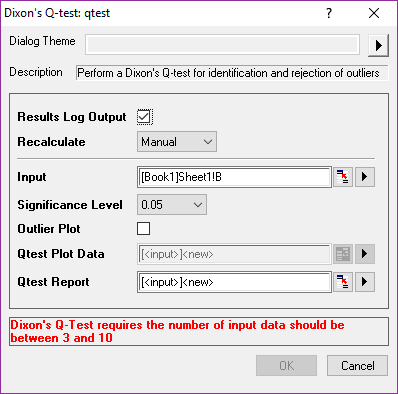 Dixon's Q-test: qtest
Dialog Theme
Description Perform a Dixon's Q-test for identification and rejection of outliers
Results Log Output
Recalculate Manual
Input [Book1]Sheet1!B
Significance Level 0.05
Outlier Plot
Qtest Plot Data [<input>]<new>
Qtest Report [<input>]<new>
Dixon's Q-Test requires the number of input data should be
between 3 and 10
OK Cancel